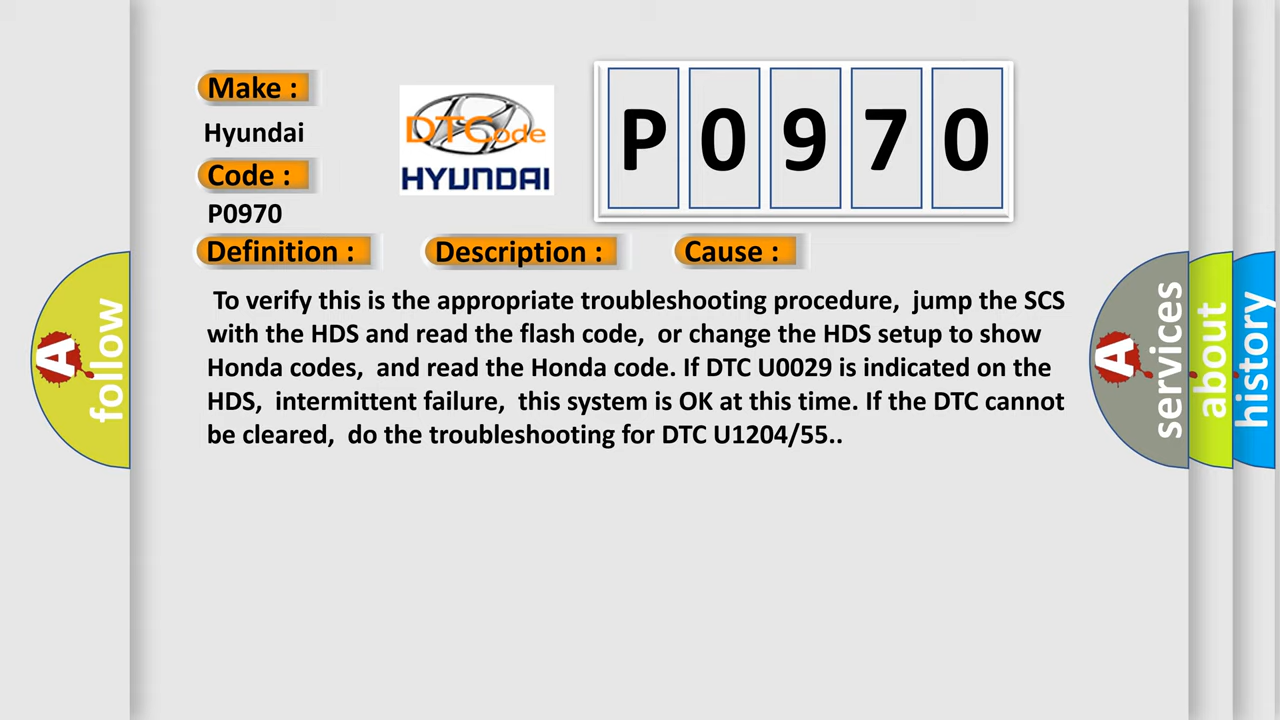 Make :
Hyundai
Code :
P0970
DTCode
HYUNDAI
P0970
Definition :
Description :
Cause :
To verify this is the appropriate troubleshooting procedure, jump the SCS
with the HDS and read the flash code, or change the HDS setup to show
Honda codes, and read the Honda code. If DTC U0029 is indicated on the
HDS, intermittent failure, this system is OK at this time. If the DTC cannot
be cleared, do the troubleshooting for DTC U1204/55..
A follow
A services
about
history